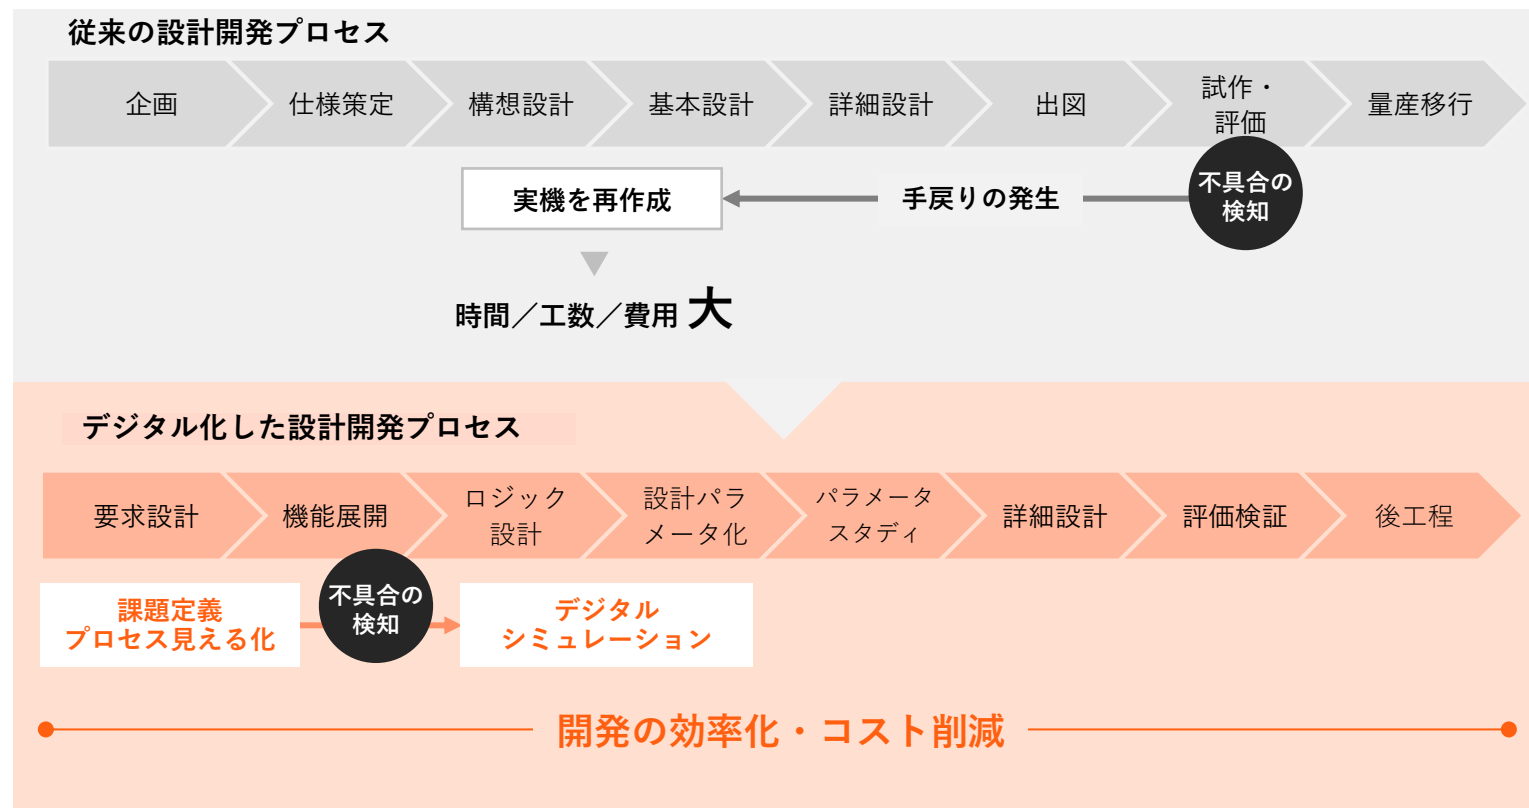 従来の設計開発プロセス
企画
仕様策定
構想設計
基本設計
詳細設計
出図
試作・
評価
量産移行
実機を再作成
手戻りの発生
不具合の
検知
時間／工数／費用 大
デジタル化した設計開発プロセス
要求設計
機能展開
ロジック
設計
設計パラ
メータ化
パラメータ
スタディ
詳細設計
評価検証
後工程
課題定義
プロセス見える化
不具合の
検知
デジタル
シミュレーション
開発の効率化・コスト削減